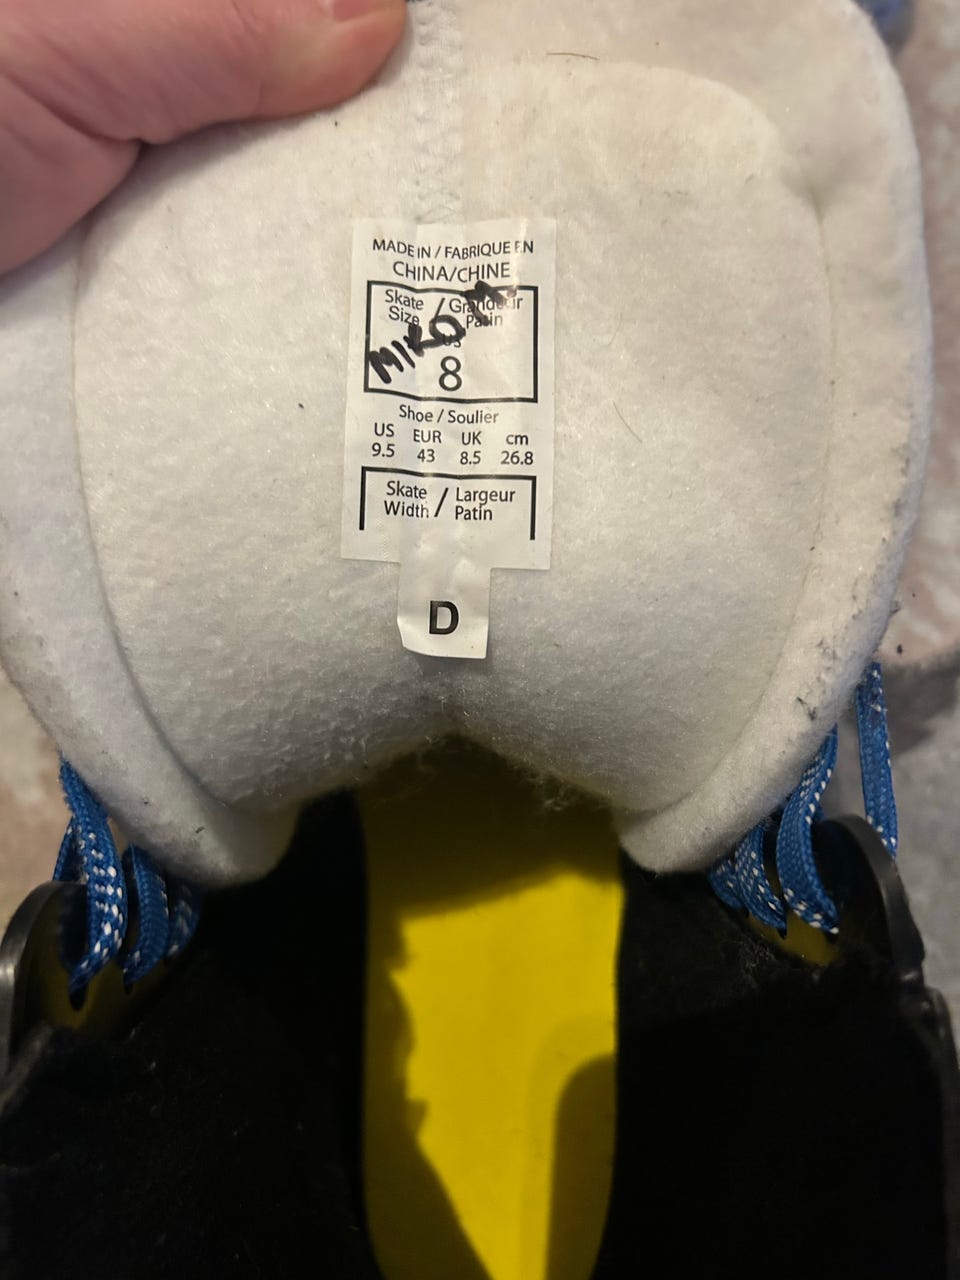 MADE IN / FABRIQUE EN
CHINA/CHINE
Skate Size / Grandeur Patin
MIRO M.
US
8
Shoe / Soulier
US EUR UK cm
9.5 43 8.5 26.8
Skate Width / Largeur Patin
D